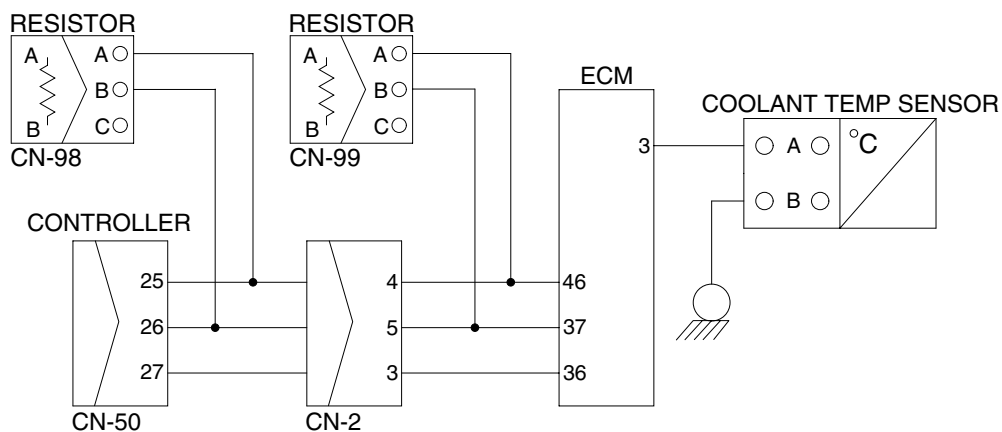 RESISTOR
A
B
A
B
C
CN-98
RESISTOR
A
B
A
B
C
CN-99
ECM
3
46
37
36
COOLANT TEMP SENSOR
A
B
°C
CONTROLLER
25
26
27
CN-50
4
5
3
CN-2